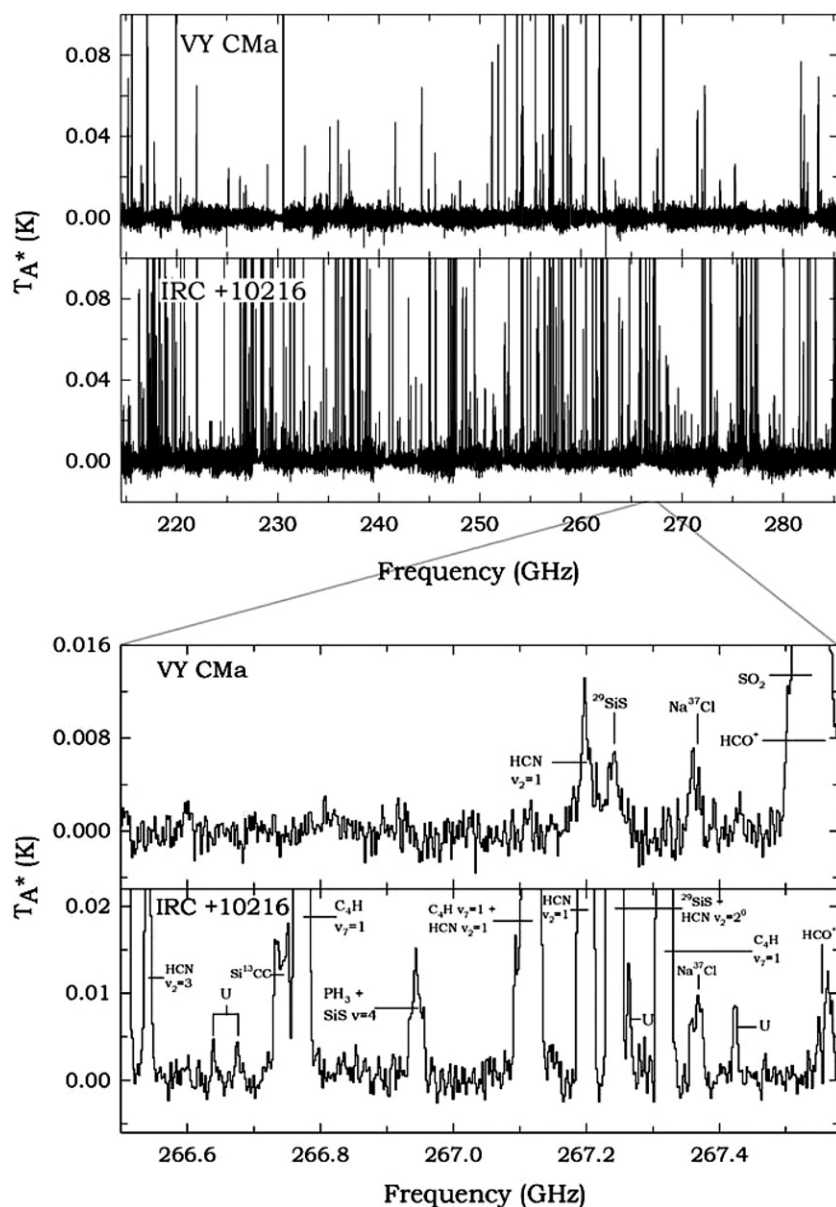 VY CMa
0.08
0.04
0.00
T_A* (K)
IRC +10216
0.08
0.04
0.00
220 230 240 250 260 270 280
Frequency (GHz)
0.016
0.008
0.000
T_A* (K)
VY CMa
HCN
v₂=1
²⁹SiS
Na³⁷Cl
SO₂
HCO⁺
0.02
0.01
0.00
IRC +10216
HCN
v₂=3
U
Si¹³CC
C₄H
v₇=1
PH₃ +
SiS v=4
C₄H v₇=1 +
HCN v₂=1
HCN
v₂=1
²⁹SiS +
HCN v₂=2⁰
U
C₄H
v₇=1
Na³⁷Cl
U
HCO⁺
266.6 266.8 267.0 267.2 267.4
Frequency (GHz)